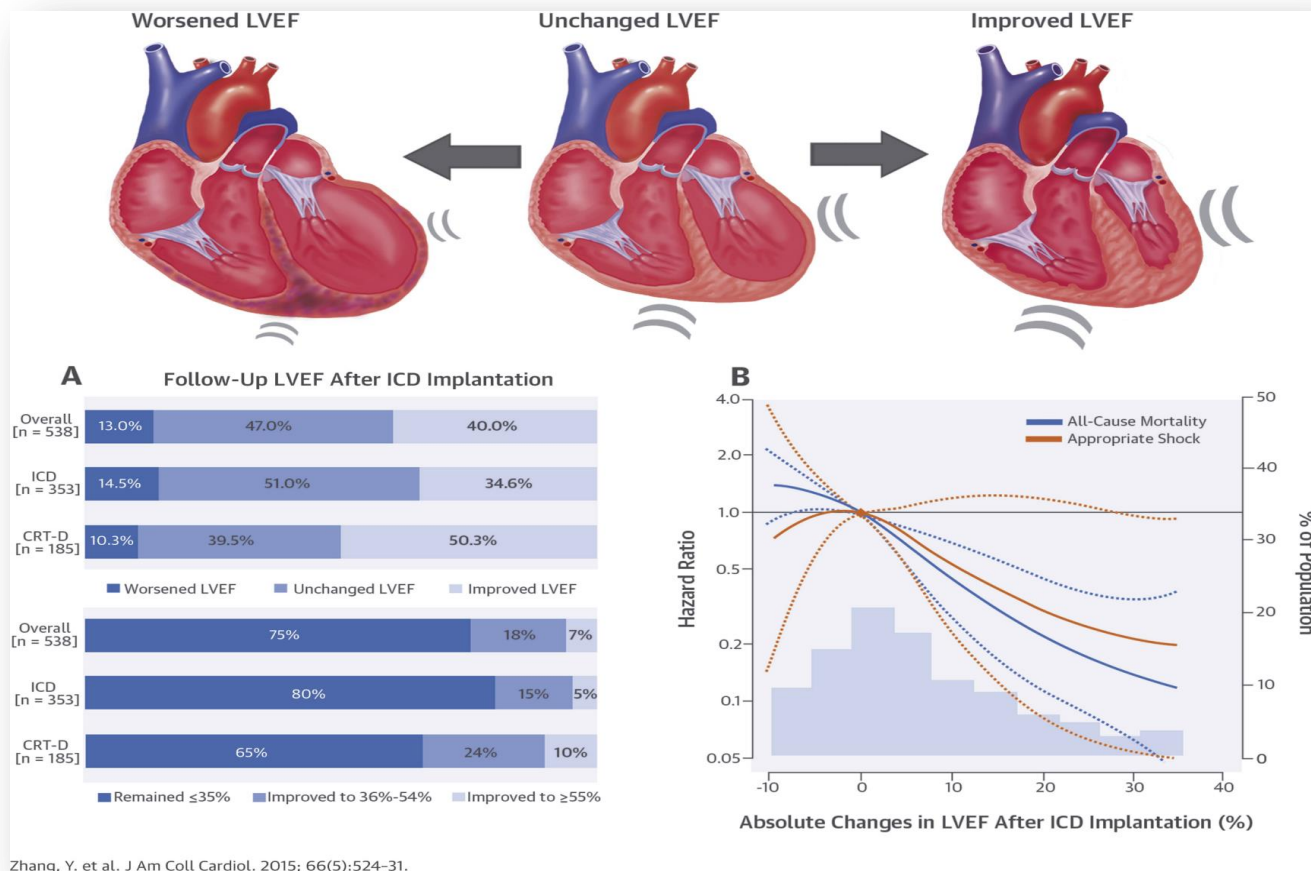 Worsened LVEF
Unchanged LVEF
Improved LVEF
A
Follow-Up LVEF After ICD Implantation
Overall
[n = 538]
13.0%
47.0%
40.0%
ICD
[n = 353]
14.5%
51.0%
34.6%
CRT-D
[n = 185]
10.3%
39.5%
50.3%
Worsened LVEF
Unchanged LVEF
Improved LVEF
Overall
[n = 538]
75%
18%
7%
ICD
[n = 353]
80%
15%
5%
CRT-D
[n = 185]
65%
24%
10%
Remained ≤35%
Improved to 36%-54%
Improved to ≥55%
B
All-Cause Mortality
Appropriate Shock
Hazard Ratio
4.0
2.0
1.0
0.5
0.2
0.1
0.05
50
40
30
20
10
0
% of Population
-10
0
10
20
30
40
Absolute Changes in LVEF After ICD Implantation (%)
Zhang, Y. et al. J Am Coll Cardiol. 2015; 66(5):524-31.